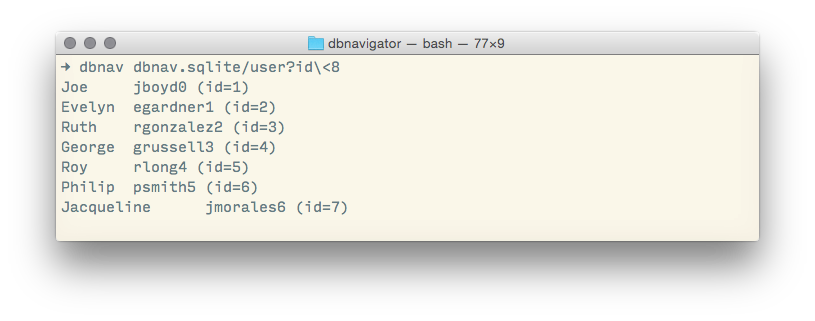 dbnavigator — bash — 77×9
➜ dbnav dbnav.sqlite/user?id\<8
Joe     jboyd0 (id=1)
Evelyn  egardner1 (id=2)
Ruth    rgonzalez2 (id=3)
George  grussell3 (id=4)
Roy     rlong4 (id=5)
Philip  psmith5 (id=6)
Jacqueline      jmorales6 (id=7)